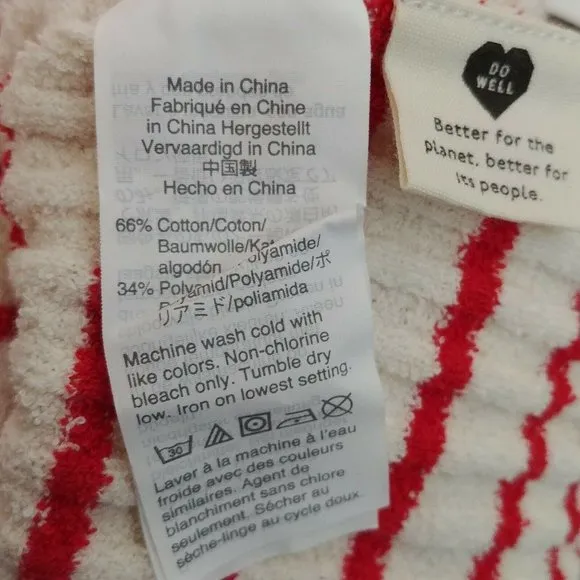 Made in China
Fabriqué en Chine
in China Hergestellt
Vervaardigd in China
中国製
Hecho en China
66% Cotton/Coton/
Baumwolle/
algodón
34% Polyamide/
Polyamid/Polyamide/ポ
リアミド/poliamida
Machine wash cold with
like colors. Non-chlorine
bleach only. Tumble dry
low. Iron on lowest setting.
30
Laver à la machine à l'eau
froide avec des couleurs
similaires. Agent de
blanchiment sans chlore
seulement. Sécher au
sèche-linge au cycle doux.
DO
WELL
Better for the
planet, better for
its people.